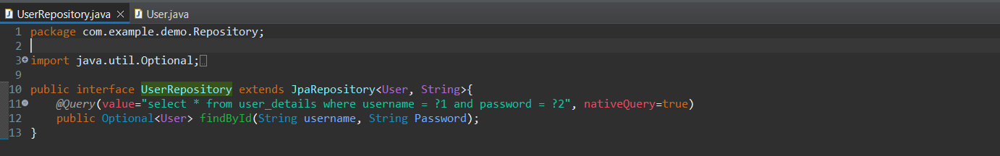 UserRepository.java User.java
1 package com.example.demo.Repository;
2
3 import java.util.Optional;
9
10 public interface UserRepository extends JpaRepository<User, String>{
11 @Query(value="select * from user_details where username = ?1 and password = ?2", nativeQuery=true)
12 public Optional<User> findById(String username, String Password);
13 }